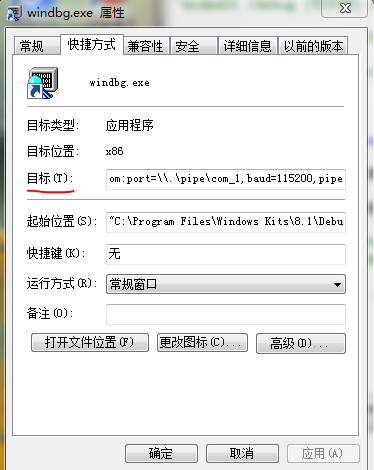 windbg.exe 属性
常规 快捷方式 兼容性 安全 详细信息 以前的版本
windbg.exe
目标类型: 应用程序
目标位置: x86
目标(T): om:port=\\.\pipe\com_1,baud=115200,pipe
起始位置(S): "C:\Program Files\Windows Kits\8.1\Debu
快捷键(K): 无
运行方式(R): 常规窗口
备注(O):
打开文件位置(F) 更改图标(C)... 高级(D)...
确定 取消 应用(A)